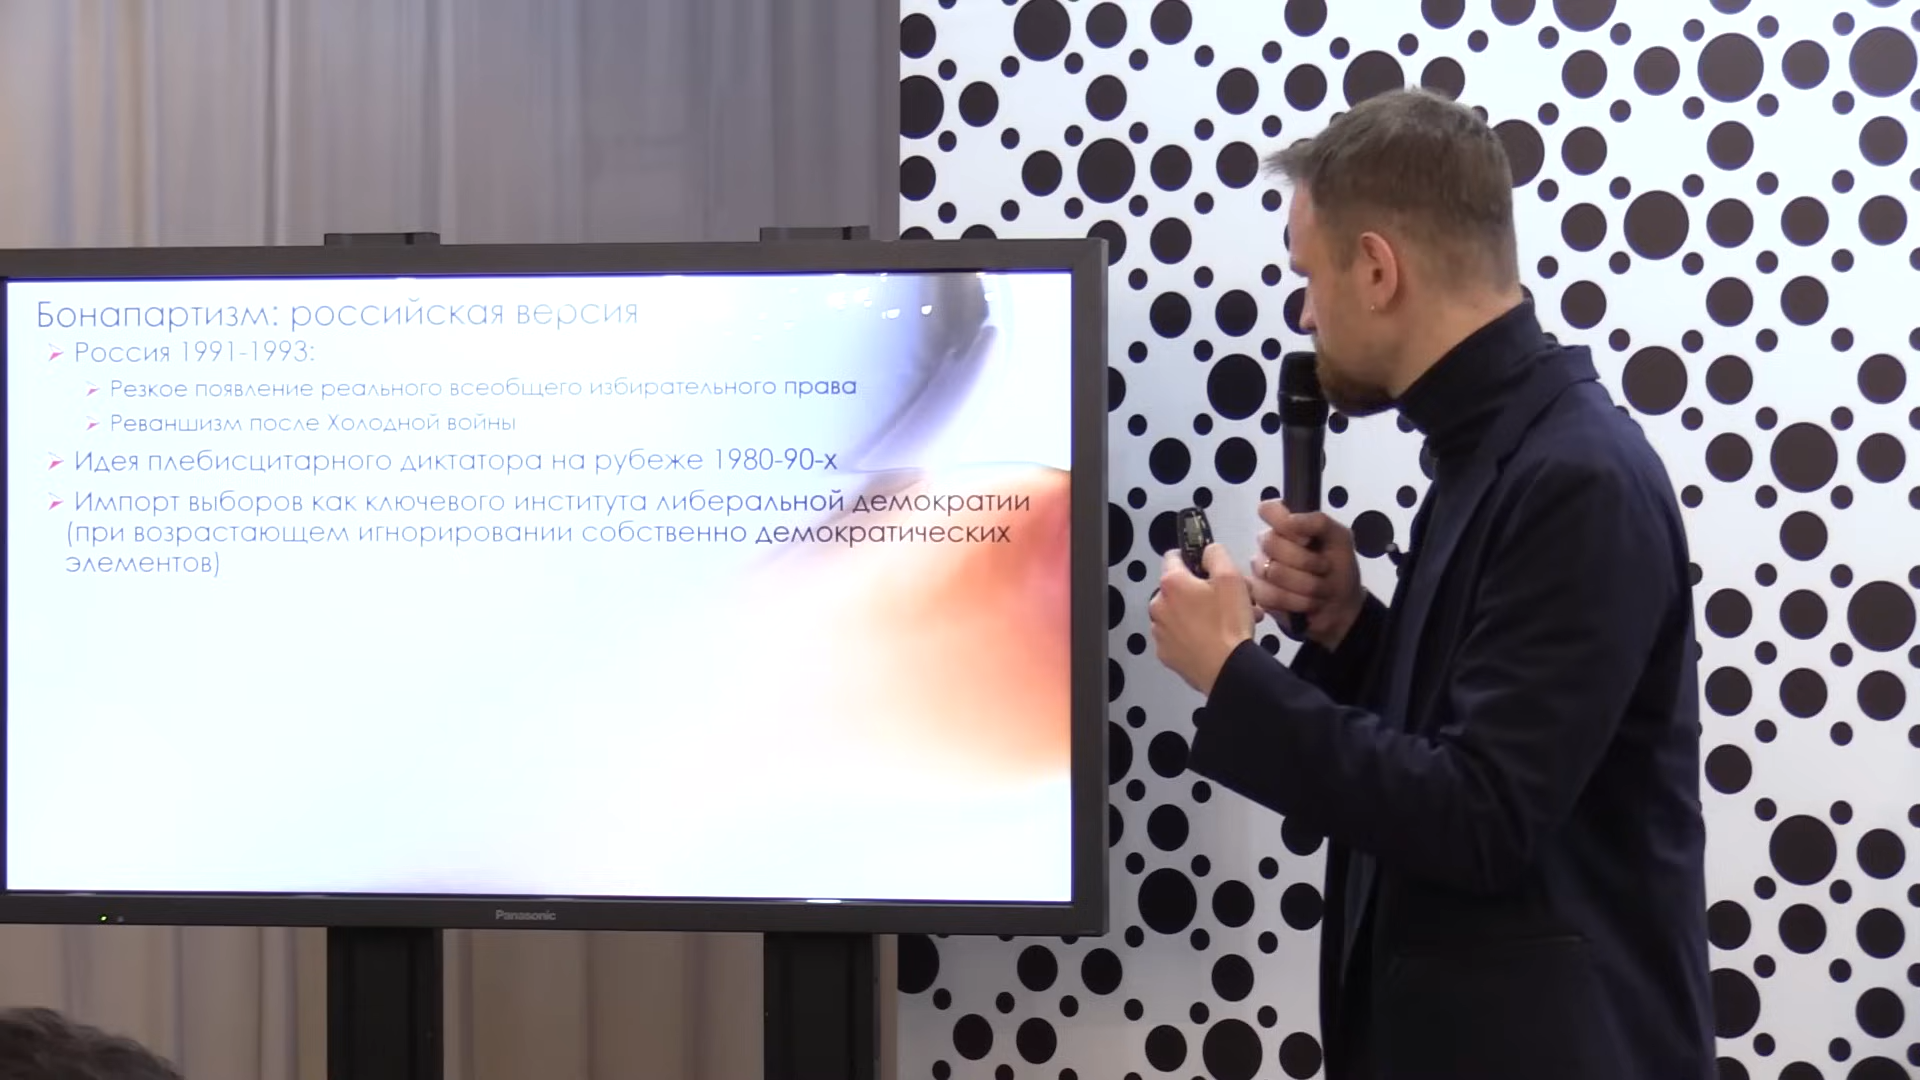 Бонапартизм: российская версия
Россия 1991-1993:
Резкое появление реального всеобщего избирательного права
Реваншизм после Холодной войны
Идея плебисцитарного диктатора на рубеже 1980-90-х
Импорт выборов как ключевого института либеральной демократии
(при возрастающем игнорировании собственно демократических
элементов)
Panasonic